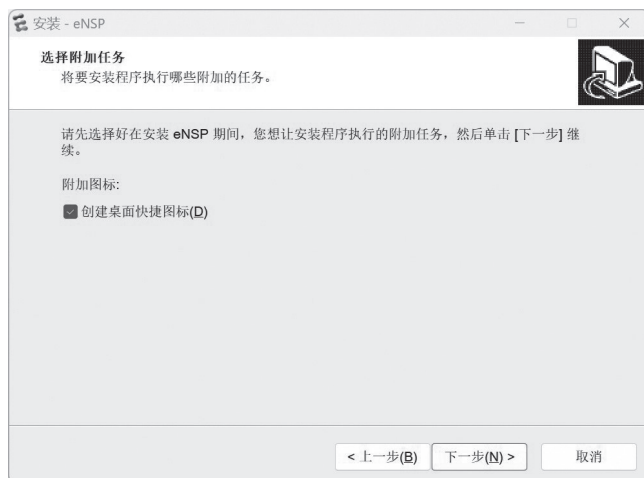 安装 - eNSP
选择附加任务
将要安装程序执行哪些附加的任务。
请先选择好在安装 eNSP 期间，您想让安装程序执行的附加任务，然后单击 [下一步] 继
续。
附加图标:
创建桌面快捷图标(D)
< 上一步(B) 下一步(N) > 取消